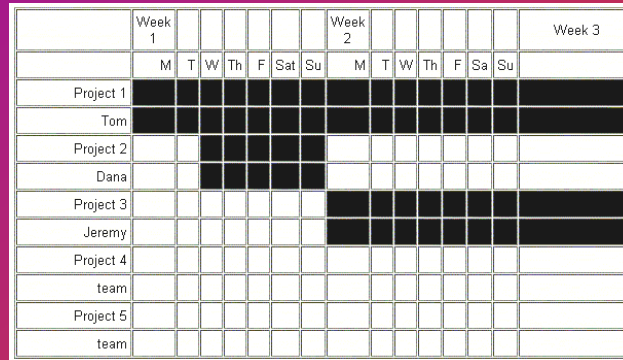 Week 1 Week 2 Week 3
M T W Th F Sat Su M T W Th F Sa Su
Project 1
Tom
Project 2
Dana
Project 3
Jeremy
Project 4
team
Project 5
team